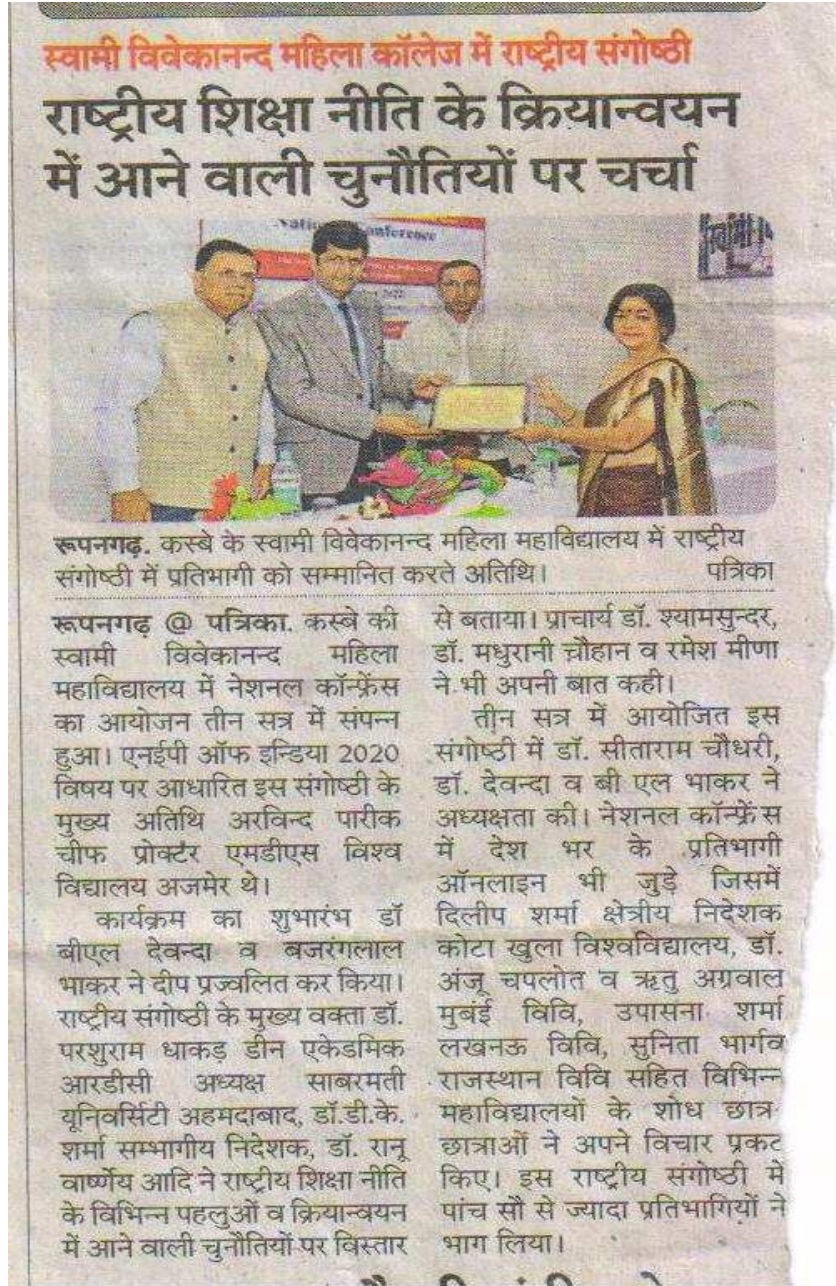 स्वामी विवेकानन्द महिला कॉलेज में राष्ट्रीय संगोष्ठी
राष्ट्रीय शिक्षा नीति के क्रियान्वयन
में आने वाली चुनौतियों पर चर्चा
National Conference
स्वामी
रूपनगढ़. कस्बे के स्वामी विवेकानन्द महिला महाविद्यालय में राष्ट्रीय
संगोष्ठी में प्रतिभागी को सम्मानित करते अतिथि। पत्रिका
रूपनगढ़ @ पत्रिका. कस्बे की
स्वामी विवेकानन्द महिला
महाविद्यालय में नेशनल कॉन्फ्रेंस
का आयोजन तीन सत्र में संपन्न
हुआ। एनईपी ऑफ इन्डिया 2020
विषय पर आधारित इस संगोष्ठी के
मुख्य अतिथि अरविन्द पारीक
चीफ प्रोक्टर एमडीएस विश्व
विद्यालय अजमेर थे।
कार्यक्रम का शुभारंभ डॉ
बीएल देवन्दा व बजरंगलाल
भाकर ने दीप प्रज्वलित कर किया।
राष्ट्रीय संगोष्ठी के मुख्य वक्ता डॉ.
परशुराम धाकड़ डीन एकेडमिक
आरडीसी अध्यक्ष साबरमती
यूनिवर्सिटी अहमदाबाद, डॉ.डी.के.
शर्मा सम्भागीय निदेशक, डॉ. रानू
वार्ष्णेय आदि ने राष्ट्रीय शिक्षा नीति
के विभिन्न पहलुओं व क्रियान्वयन
में आने वाली चुनौतियों पर विस्तार
से बताया। प्राचार्य डॉ. श्यामसुन्दर,
डॉ. मधुरानी चौहान व रमेश मीणा
ने भी अपनी बात कही।
तीन सत्र में आयोजित इस
संगोष्ठी में डॉ. सीताराम चौधरी,
डॉ. देवन्दा व बी एल भाकर ने
अध्यक्षता की। नेशनल कॉन्फ्रेंस
में देश भर के प्रतिभागी
ऑनलाइन भी जुड़े जिसमें
दिलीप शर्मा क्षेत्रीय निदेशक
कोटा खुला विश्वविद्यालय, डॉ.
अंजू चपलोत व ऋतु अग्रवाल
मुबंई विवि, उपासना शर्मा
लखनऊ विवि, सुनिता भार्गव
राजस्थान विवि सहित विभिन्न
महाविद्यालयों के शोध छात्र-
छात्राओं ने अपने विचार प्रकट
किए। इस राष्ट्रीय संगोष्ठी में
पांच सौ से ज्यादा प्रतिभागियों ने
भाग लिया।